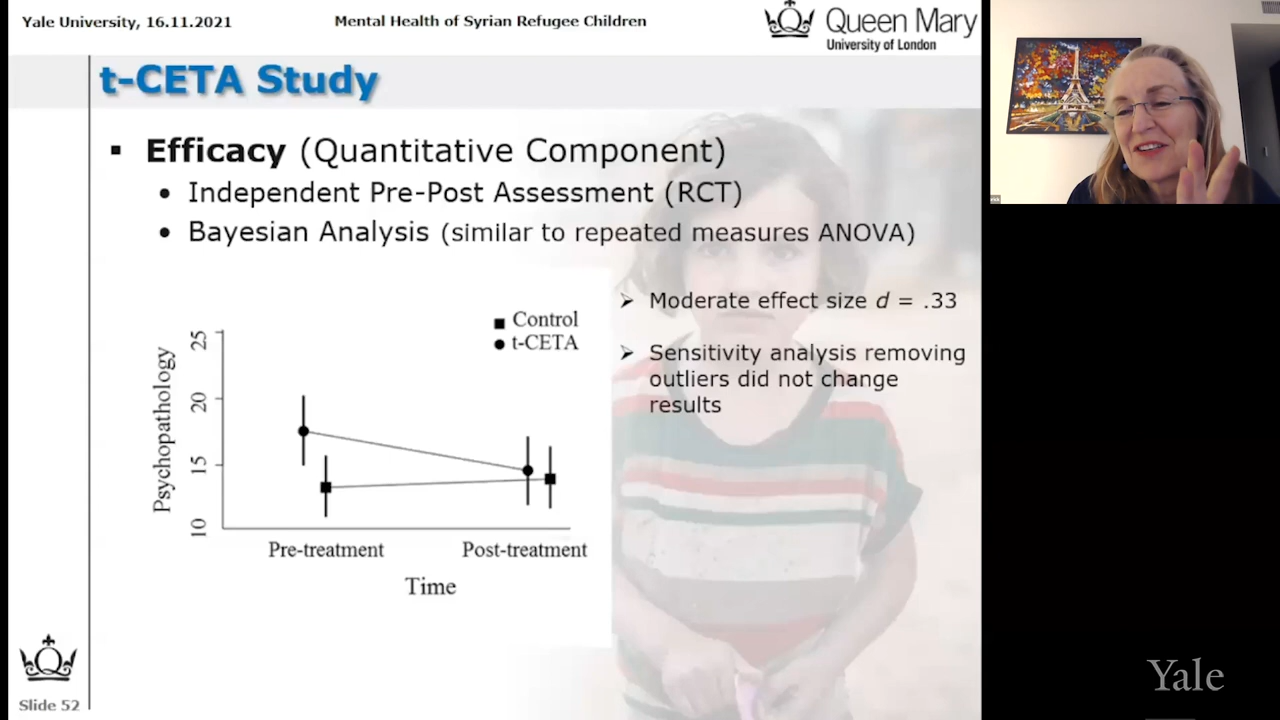 Yale University, 16.11.2021
Mental Health of Syrian Refugee Children
Queen Mary
University of London
t-CETA Study
▪ Efficacy (Quantitative Component)
• Independent Pre-Post Assessment (RCT)
• Bayesian Analysis (similar to repeated measures ANOVA)
➢ Moderate effect size d = .33
➢ Sensitivity analysis removing
outliers did not change
results
■ Control
● t-CETA
Psychopathology
25
20
15
10
Pre-treatment
Post-treatment
Time
Slide 52
Yale